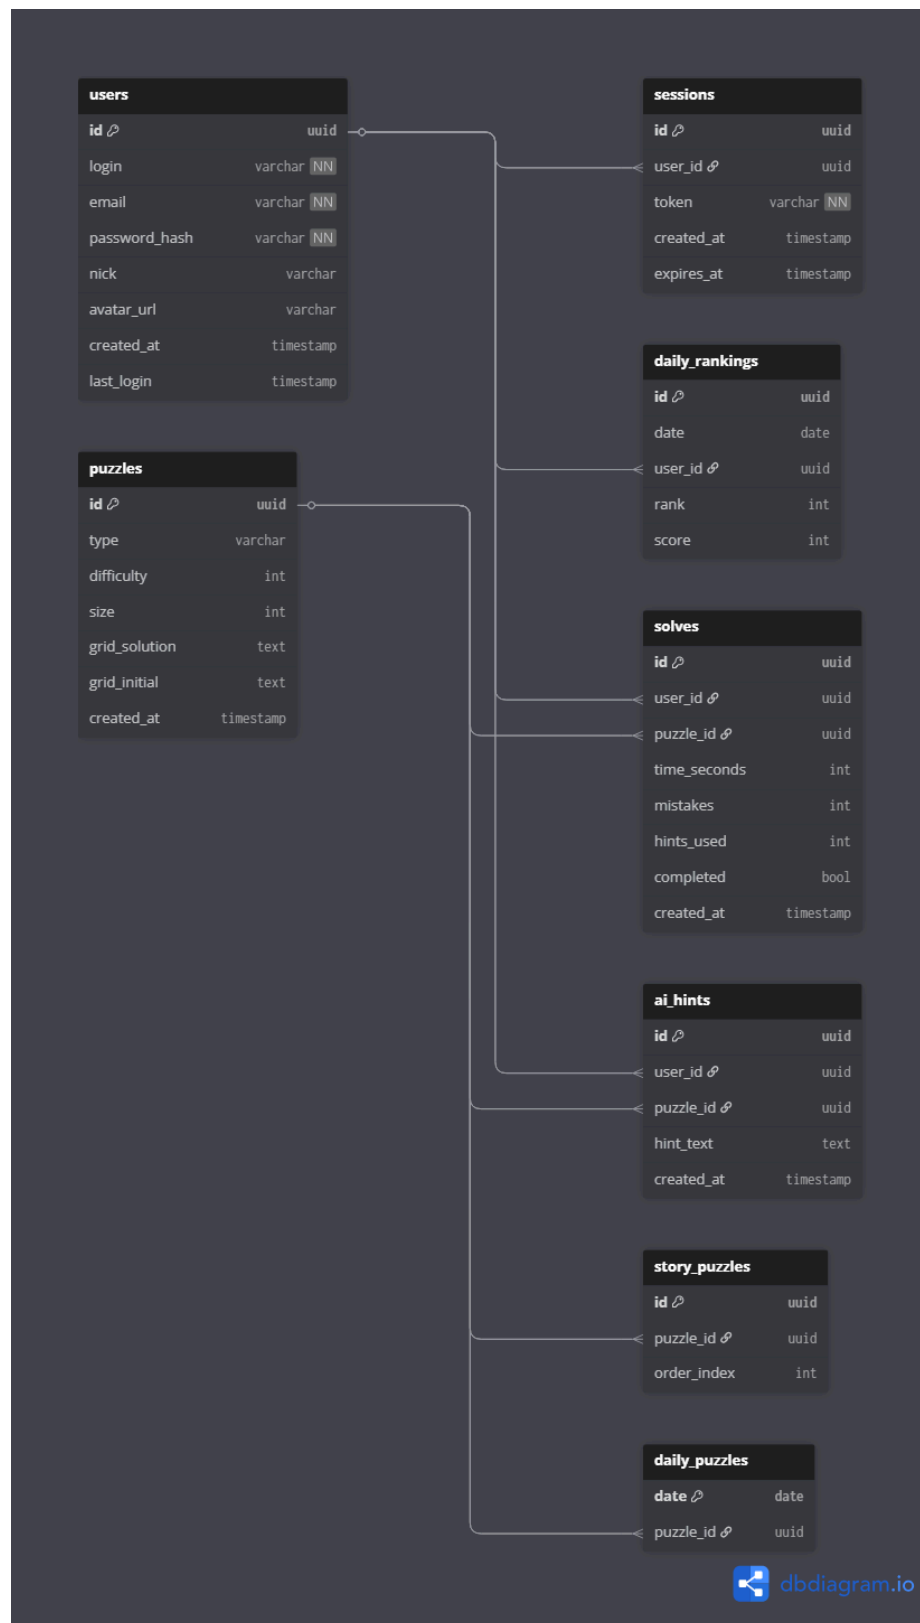 users
id uuid
login varchar NN
email varchar NN
password_hash varchar NN
nick varchar
avatar_url varchar
created_at timestamp
last_login timestamp
puzzles
id uuid
type varchar
difficulty int
size int
grid_solution text
grid_initial text
created_at timestamp
sessions
id uuid
user_id uuid
token varchar NN
created_at timestamp
expires_at timestamp
daily_rankings
id uuid
date date
user_id uuid
rank int
score int
solves
id uuid
user_id uuid
puzzle_id uuid
time_seconds int
mistakes int
hints_used int
completed bool
created_at timestamp
ai_hints
id uuid
user_id uuid
puzzle_id uuid
hint_text text
created_at timestamp
story_puzzles
id uuid
puzzle_id uuid
order_index int
daily_puzzles
date date
puzzle_id uuid
dbdiagram.io